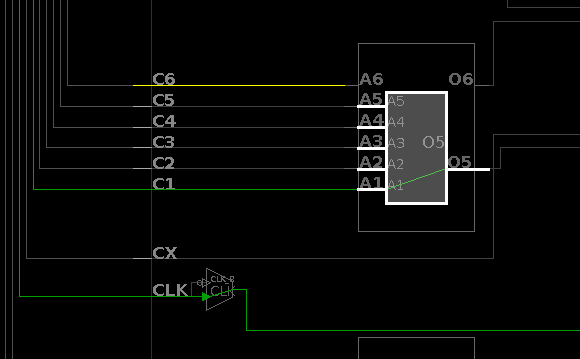 C6 A6 O6
C5 A5 A5
C4 A4 A4
C3 A3 A3 O5
C2 A2 A2 O5
C1 A1 A1
CX
CLK CLK